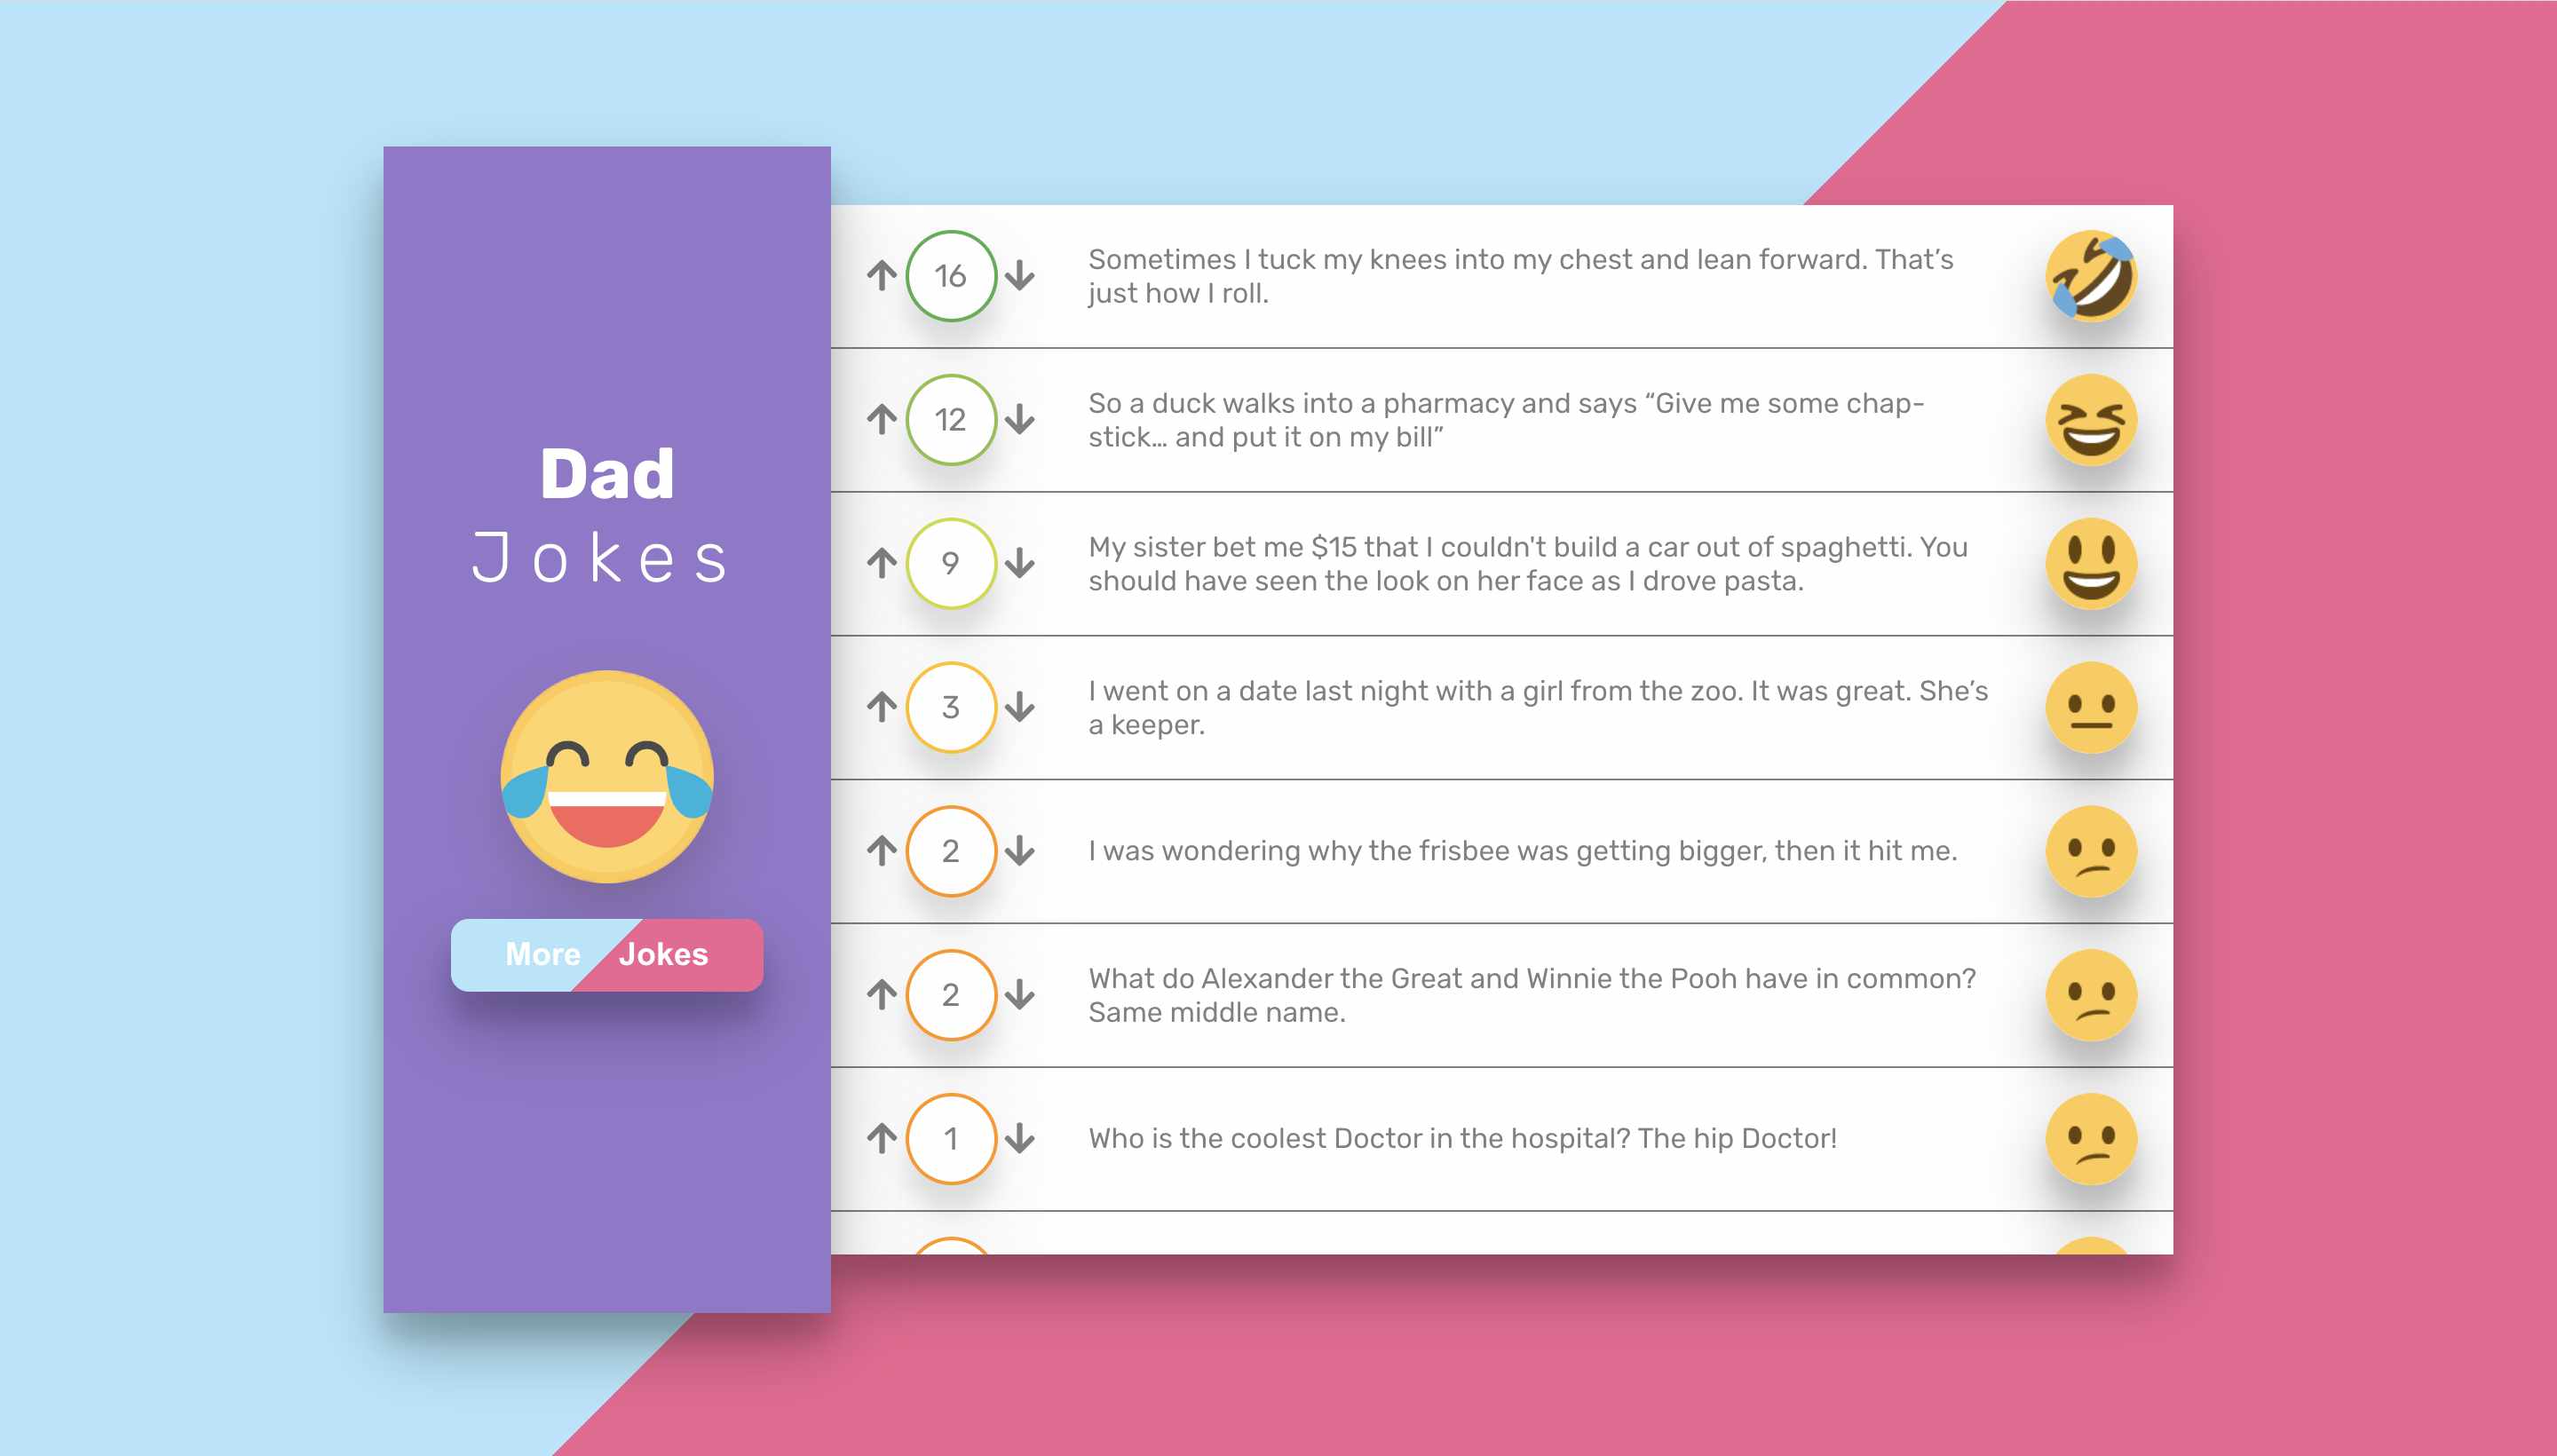 Dad
Jokes
More Jokes
16
Sometimes I tuck my knees into my chest and lean forward. That’s
just how I roll.
12
So a duck walks into a pharmacy and says “Give me some chap-
stick… and put it on my bill”
9
My sister bet me $15 that I couldn't build a car out of spaghetti. You
should have seen the look on her face as I drove pasta.
3
I went on a date last night with a girl from the zoo. It was great. She’s
a keeper.
2
I was wondering why the frisbee was getting bigger, then it hit me.
2
What do Alexander the Great and Winnie the Pooh have in common?
Same middle name.
1
Who is the coolest Doctor in the hospital? The hip Doctor!